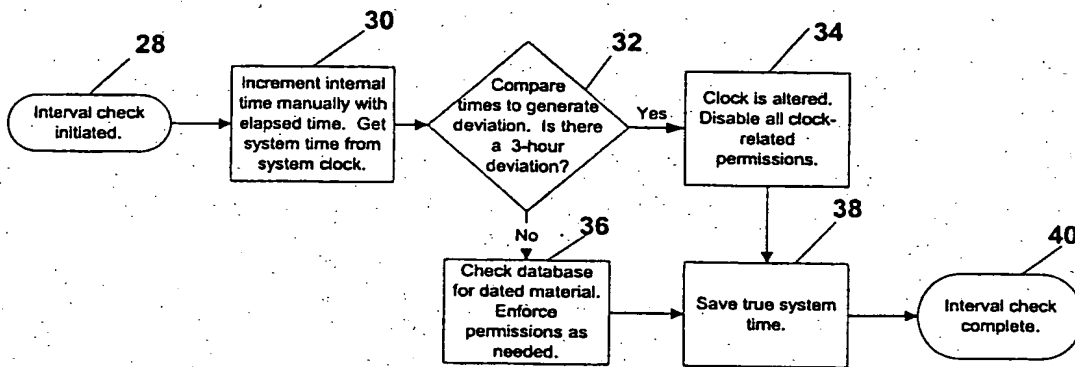 28
Interval check
initiated.
30
Increment internal
time manually with
elapsed time. Get
system time from
system clock.
32
Compare
times to generate
deviation. Is there
a 3-hour
deviation?
Yes
34
Clock is altered.
Disable all clock-
related
permissions.
No
36
Check database
for dated material.
Enforce
permissions as
needed.
38
Save true system
time.
40
Interval check
complete.